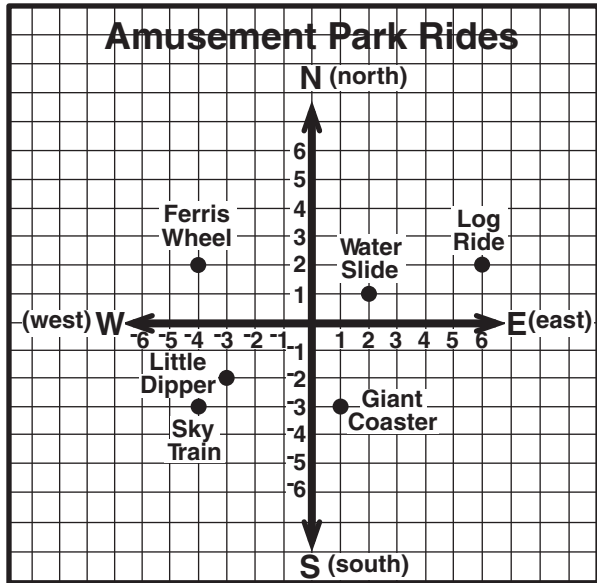 Amusement Park Rides
N (north)
6
5
4
3
2
1
Ferris
Wheel
Water
Slide
Log
Ride
(west) W
E (east)
-6 -5 -4 -3 -2 -1
1 2 3 4 5 6
-1
-2
-3
-4
-5
-6
Little
Dipper
Sky
Train
Giant
Coaster
S (south)